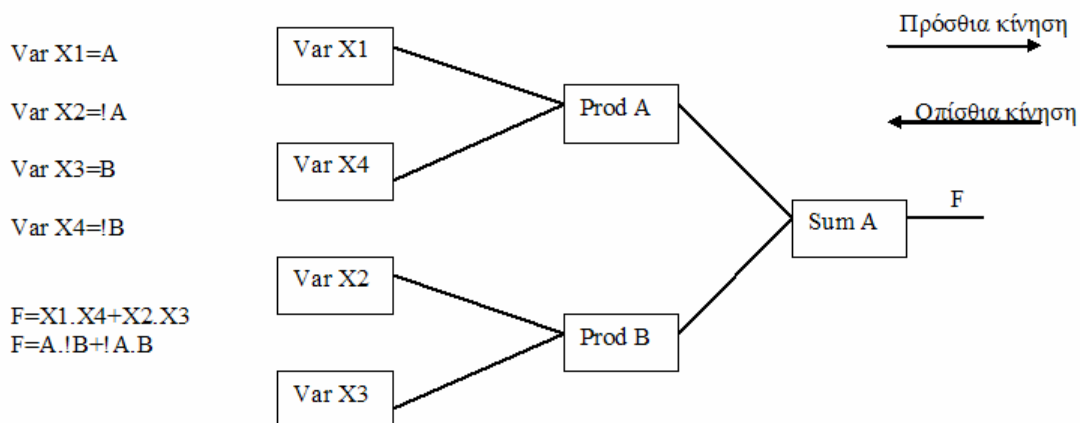 Var X1=A
Var X2=!A
Var X3=B
Var X4=!B
F=X1.X4+X2.X3
F=A.!B+!A.B
Var X1
Var X4
Var X2
Var X3
Prod A
Prod B
Sum A
F
Πρόσθια κίνηση
Οπίσθια κίνηση